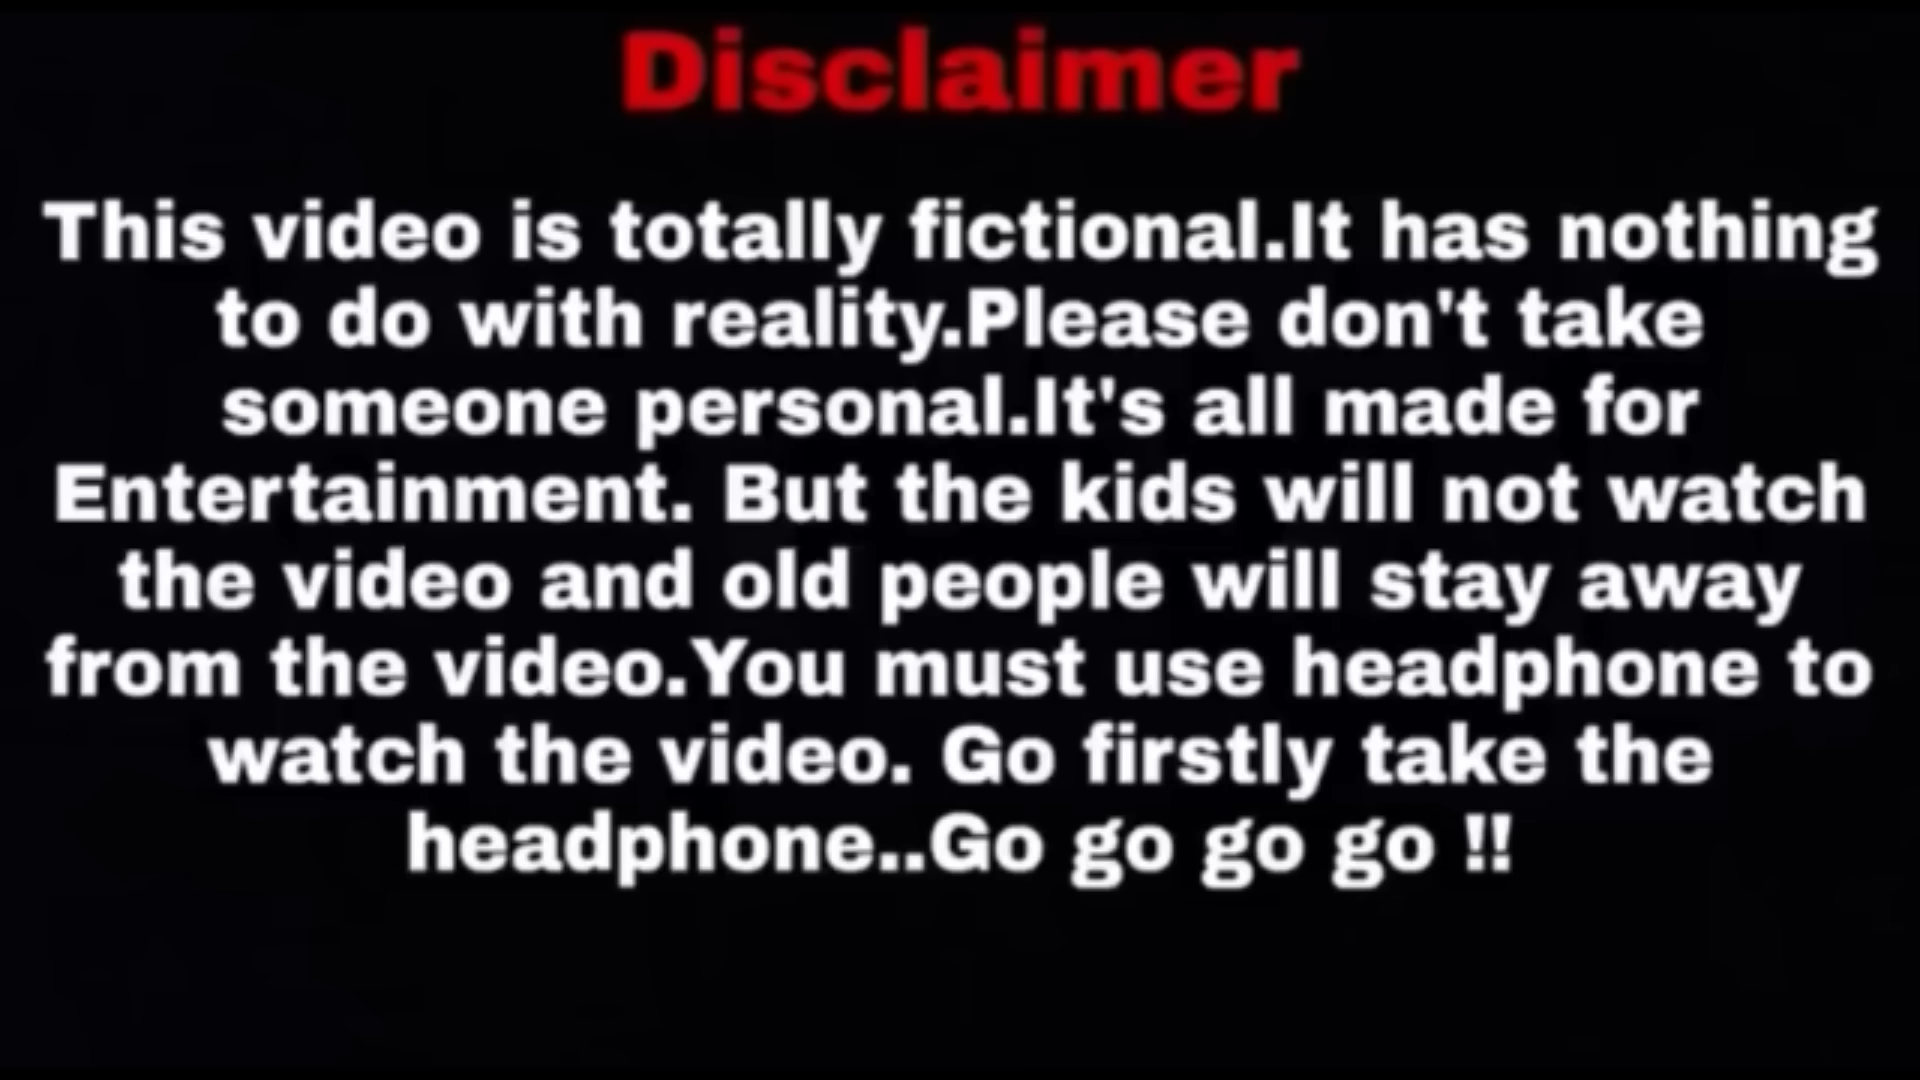 Disclaimer
This video is totally fictional.It has nothing
to do with reality.Please don't take
someone personal.It's all made for
Entertainment. But the kids will not watch
the video and old people will stay away
from the video.You must use headphone to
watch the video. Go firstly take the
headphone..Go go go go !!